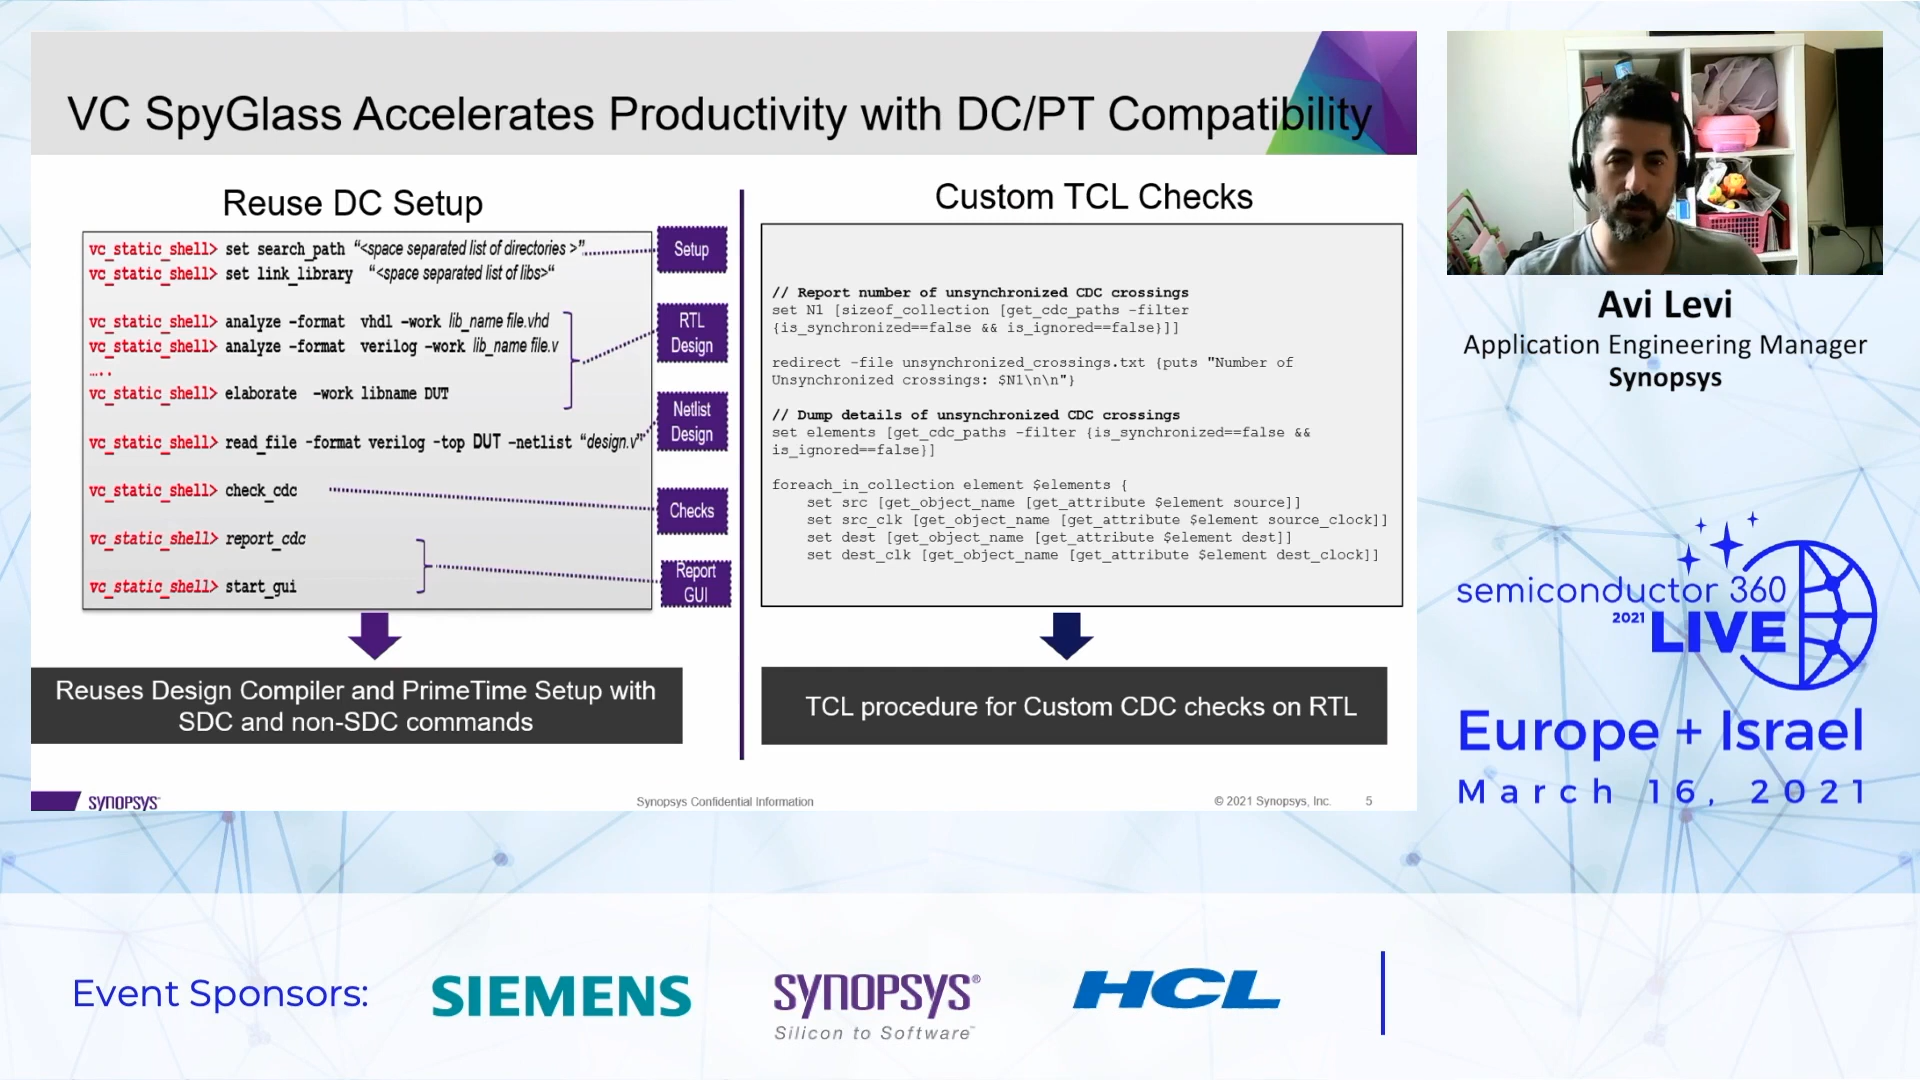 VC SpyGlass Accelerates Productivity with DC/PT Compatibility
Reuse DC Setup
vc_static_shell> set search_path “<space separated list of directories >”
vc_static_shell> set link_library “<space separated list of libs>“
vc_static_shell> analyze –format vhdl –work lib_name file.vhd
vc_static_shell> analyze –format verilog –work lib_name file.v
…..
vc_static_shell> elaborate –work libname DUT
vc_static_shell> read_file –format verilog -top DUT –netlist “design.v”
vc_static_shell> check_cdc
vc_static_shell> report_cdc
vc_static_shell> start_gui
Setup
RTL
Design
Netlist
Design
Checks
Report
GUI
Reuses Design Compiler and PrimeTime Setup with
SDC and non-SDC commands
Custom TCL Checks
// Report number of unsynchronized CDC crossings
set N1 [sizeof_collection [get_cdc_paths -filter
{is_synchronized==false && is_ignored==false}]]
redirect -file unsynchronized_crossings.txt {puts "Number of
Unsynchronized crossings: $N1\n\n"}
// Dump details of unsynchronized CDC crossings
set elements [get_cdc_paths -filter {is_synchronized==false &&
is_ignored==false}]
foreach_in_collection element $elements {
set src [get_object_name [get_attribute $element source]]
set src_clk [get_object_name [get_attribute $element source_clock]]
set dest [get_object_name [get_attribute $element dest]]
set dest_clk [get_object_name [get_attribute $element dest_clock]]
TCL procedure for Custom CDC checks on RTL
SYNOPSYS
Synopsys Confidential Information
© 2021 Synopsys, Inc.
5
Avi Levi
Application Engineering Manager
Synopsys
semiconductor 360
2021 LIVE
Europe + Israel
March 16, 2021
Event Sponsors:
SIEMENS
SYNOPSYS®
Silicon to Software™
HCL